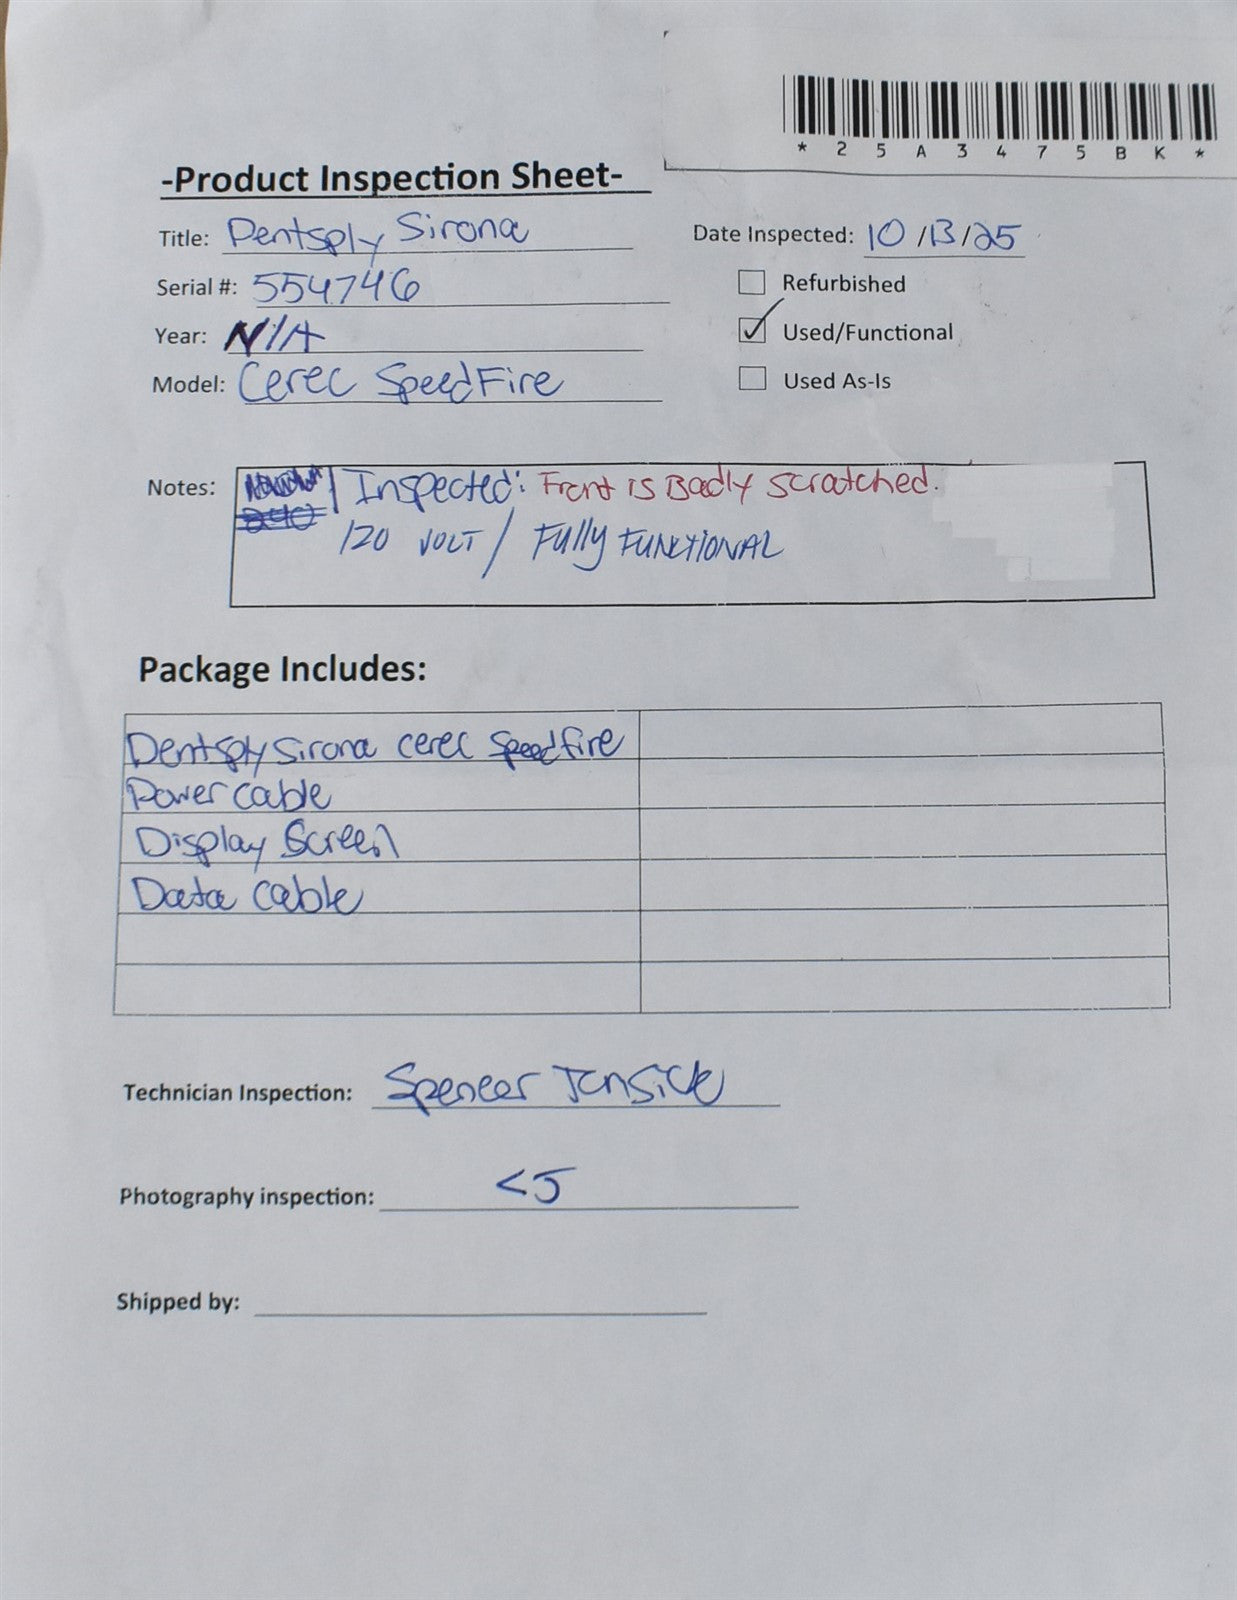 *25A3475BK*
-Product Inspection Sheet-
Title: Dentsply Sirona
Date Inspected: 10/13/25
Serial #: 554746
Refurbished
Year: N/A
Used/Functional
Model: Cerec SpeedFire
Used As-Is
Notes: Inspected: Front is Badly scratched.
120 VOLT / Fully FUNCTIONAL
Package Includes:
Dentsply Sirona cerec Speedfire
Power cable
Display Screen
Data cable
Technician Inspection: Spencer
Photography inspection:
Shipped by: